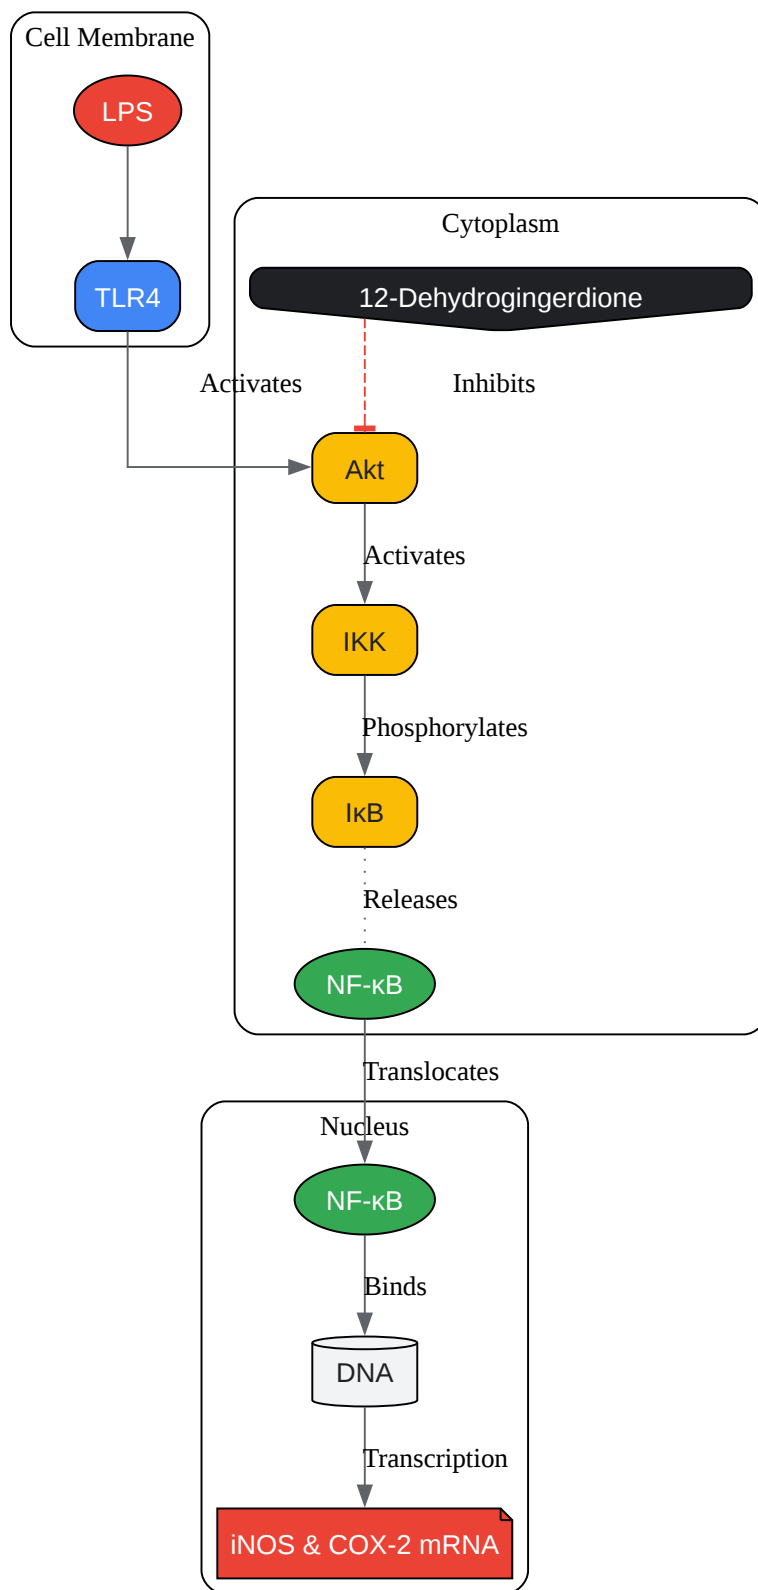 Cell Membrane
LPS
TLR4
Cytoplasm
12-Dehydrogingerdione
Activates
Inhibits
Akt
Activates
IKK
Phosphorylates
IκB
Releases
NF-κB
Translocates
Nucleus
NF-κB
Binds
DNA
Transcription
iNOS & COX-2 mRNA